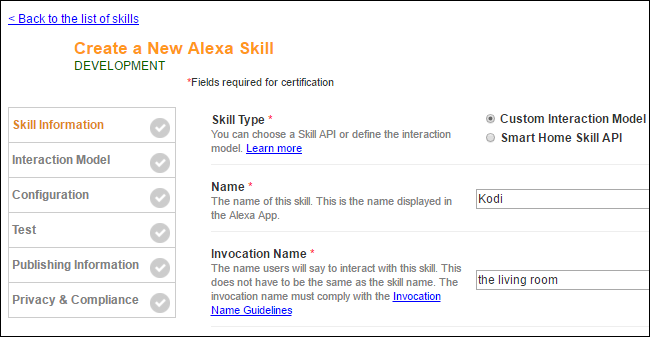 < Back to the list of skills
Create a New Alexa Skill
DEVELOPMENT
*Fields required for certification
Skill Information
Interaction Model
Configuration
Test
Publishing Information
Privacy & Compliance
Skill Type *
You can choose a Skill API or define the interaction
model. Learn more
Custom Interaction Model
Smart Home Skill API
Name *
The name of this skill. This is the name displayed in
the Alexa App.
Kodi
Invocation Name *
The name users will say to interact with this skill. This
does not have to be the same as the skill name. The
invocation name must comply with the Invocation
Name Guidelines
the living room